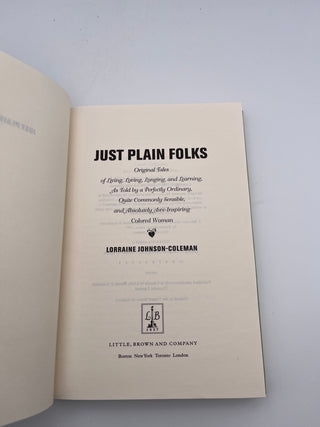 JUST PLAIN FOLKS
Original Tales
of Living, Loving, Longing, and Learning,
As Told by a Perfectly Ordinary,
Quite Commonly Sensible,
and Absolutely Awe-Inspiring
Colored Woman
LORRAINE JOHNSON-COLEMAN
L B
1837
LITTLE, BROWN AND COMPANY
Boston New York Toronto London